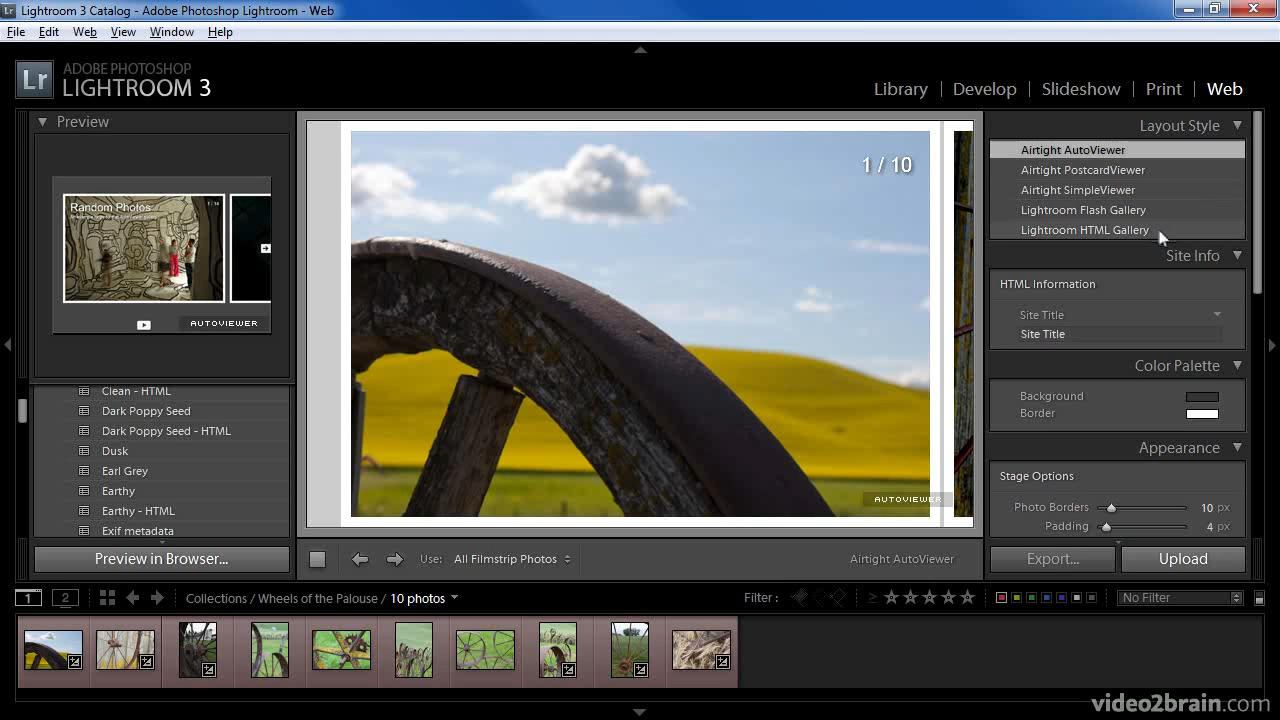 Lr Lightroom 3 Catalog - Adobe Photoshop Lightroom - Web
File Edit Web View Window Help
Lr ADOBE PHOTOSHOP
LIGHTROOM 3
Library | Develop | Slideshow | Print | Web
Preview
Random Photos
AUTOVIEWER
Clean - HTML
Dark Poppy Seed
Dark Poppy Seed - HTML
Dusk
Earl Grey
Earthy
Earthy - HTML
Exif metadata
Preview in Browser...
1 / 10
AUTOVIEWER
Use: All Filmstrip Photos
Airtight AutoViewer
Layout Style
Airtight AutoViewer
Airtight PostcardViewer
Airtight SimpleViewer
Lightroom Flash Gallery
Lightroom HTML Gallery
Site Info
HTML Information
Site Title
Site Title
Color Palette
Background
Border
Appearance
Stage Options
Photo Borders 10 px
Padding 4 px
Export... Upload
1 2 Collections / Wheels of the Palouse / 10 photos
Filter : ≥ ★★★★★ No Filter
video2brain.com